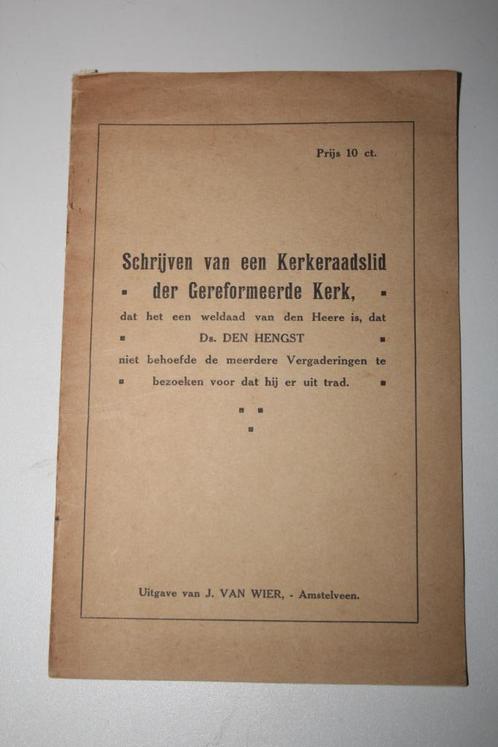 Prijs 10 ct.
Schrijven van een Kerkeraadslid
▪ der Gereformeerde Kerk, ▪
dat het een weldaad van den Heere is, dat
▪ Ds. DEN HENGST ▪
niet behoefde de meerdere Vergaderingen te
▪ bezoeken voor dat hij er uit trad. ▪
Uitgave van J. VAN WIER, - Amstelveen.